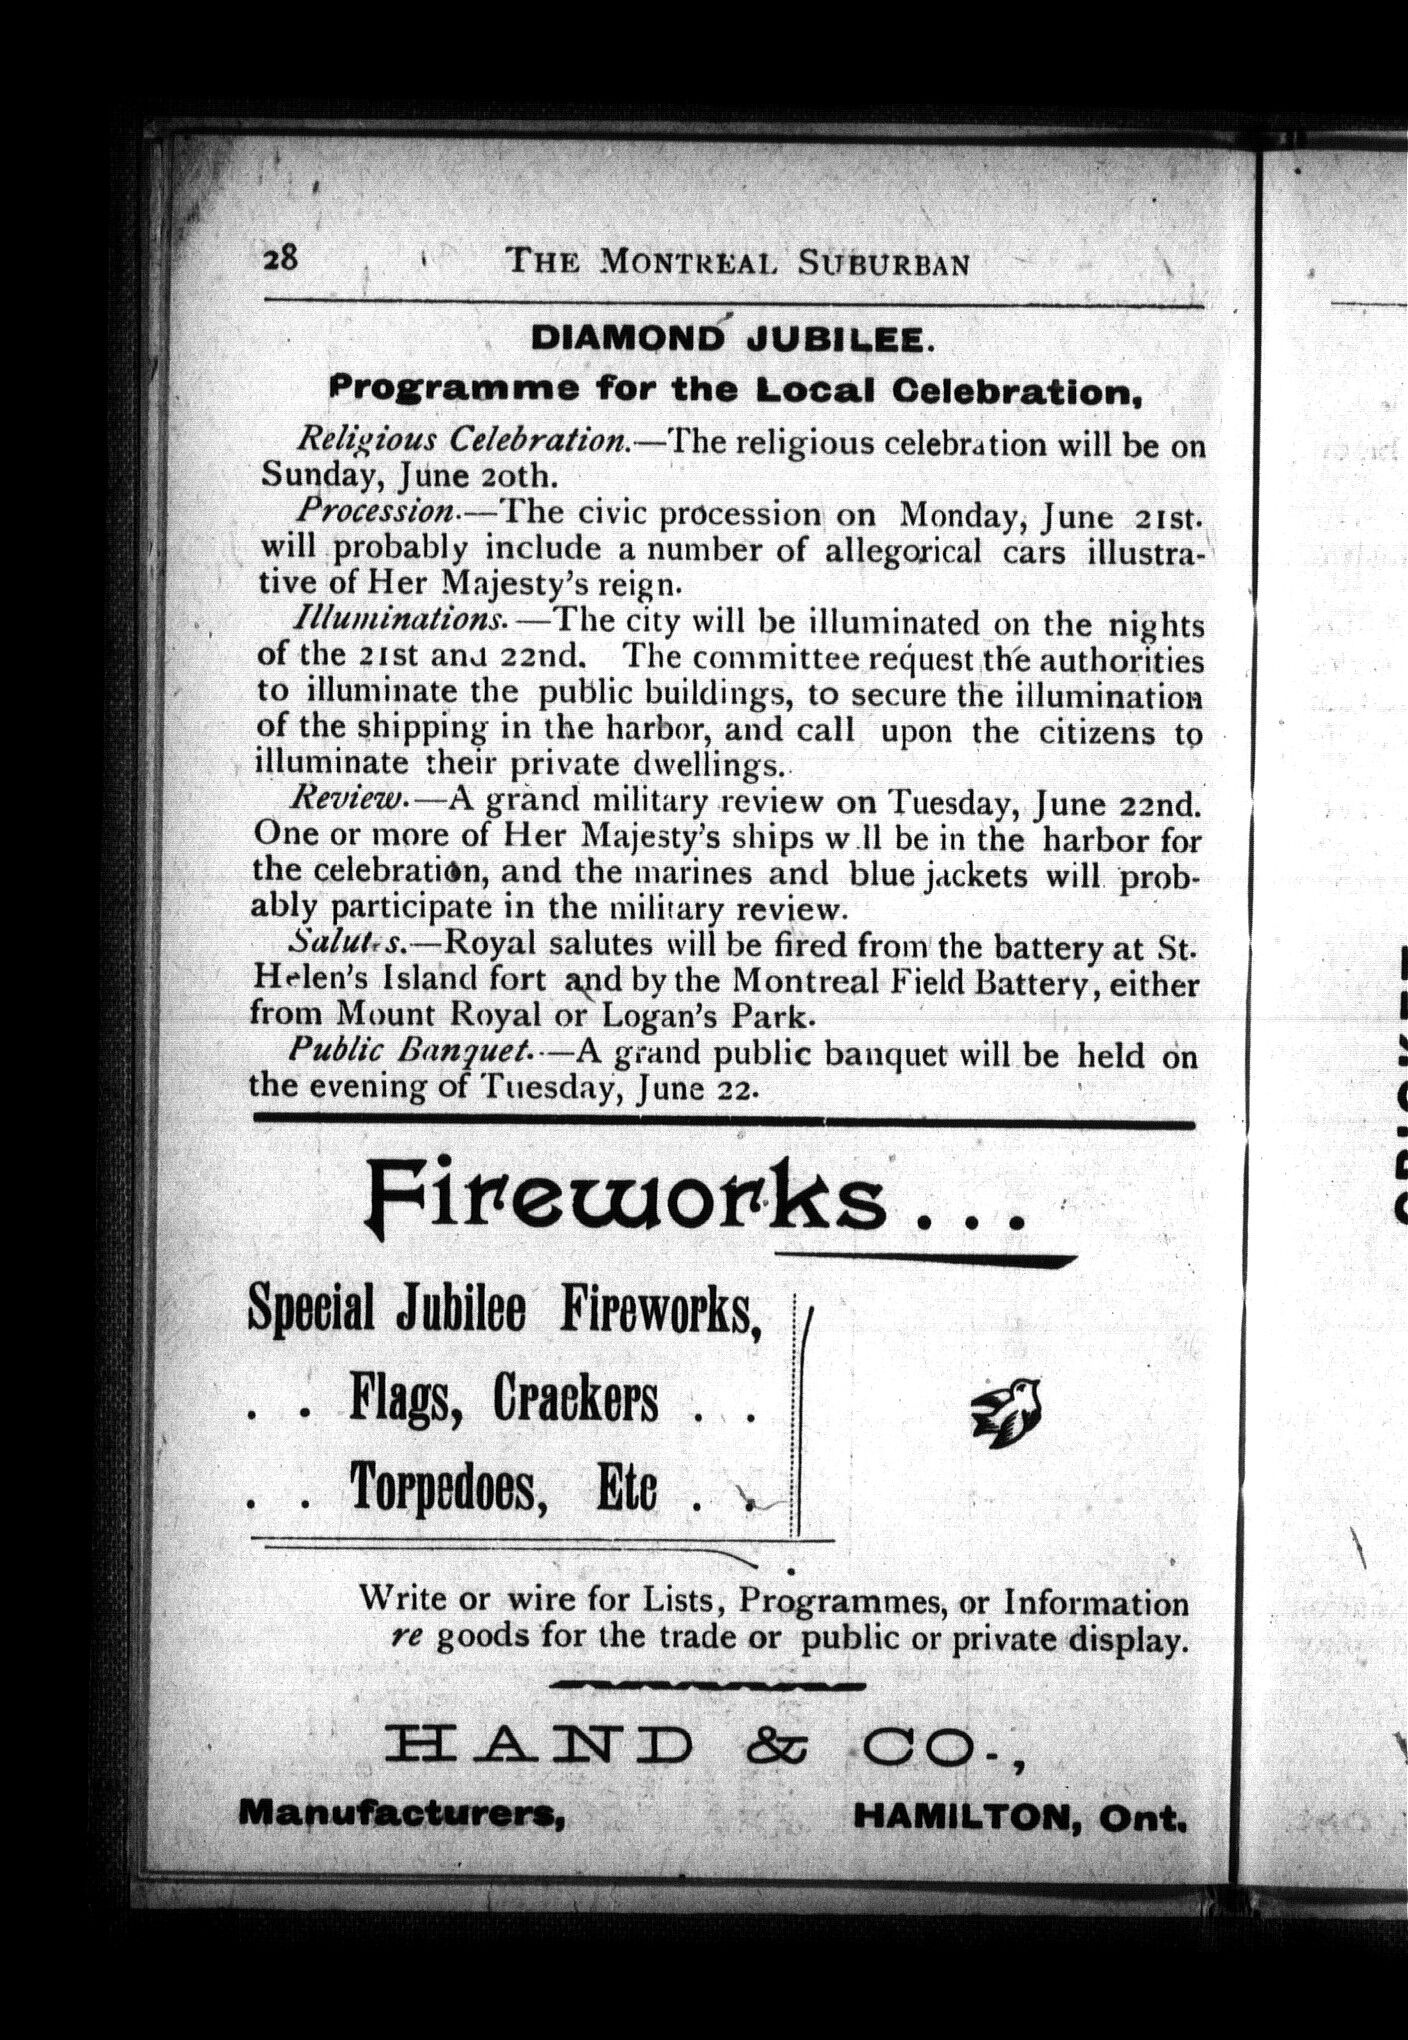 28 THE MONTREAL SUBURBAN
DIAMOND JUBILEE.
Programme for the Local Celebration,
Religious Celebration.—The religious celebration will be on
Sunday, June 20th.
Procession.—The civic procession on Monday, June 21st.
will probably include a number of allegorical cars illustra-
tive of Her Majesty's reign.
Illuminations.—The city will be illuminated on the nights
of the 21st and 22nd. The committee request the authorities
to illuminate the public buildings, to secure the illumination
of the shipping in the harbor, and call upon the citizens to
illuminate their private dwellings.
Review.—A grand military review on Tuesday, June 22nd.
One or more of Her Majesty's ships w ll be in the harbor for
the celebration, and the marines and blue jackets will prob-
ably participate in the military review.
Salutes.—Royal salutes will be fired from the battery at St.
Helen's Island fort and by the Montreal Field Battery, either
from Mount Royal or Logan's Park.
Public Banquet.—A grand public banquet will be held on
the evening of Tuesday, June 22.
Fireworks...
Special Jubilee Fireworks,
. . Flags, Crackers . .
. . Torpedoes, Etc . .
Write or wire for Lists, Programmes, or Information
re goods for the trade or public or private display.
HAND & CO.,
Manufacturers, HAMILTON, Ont.